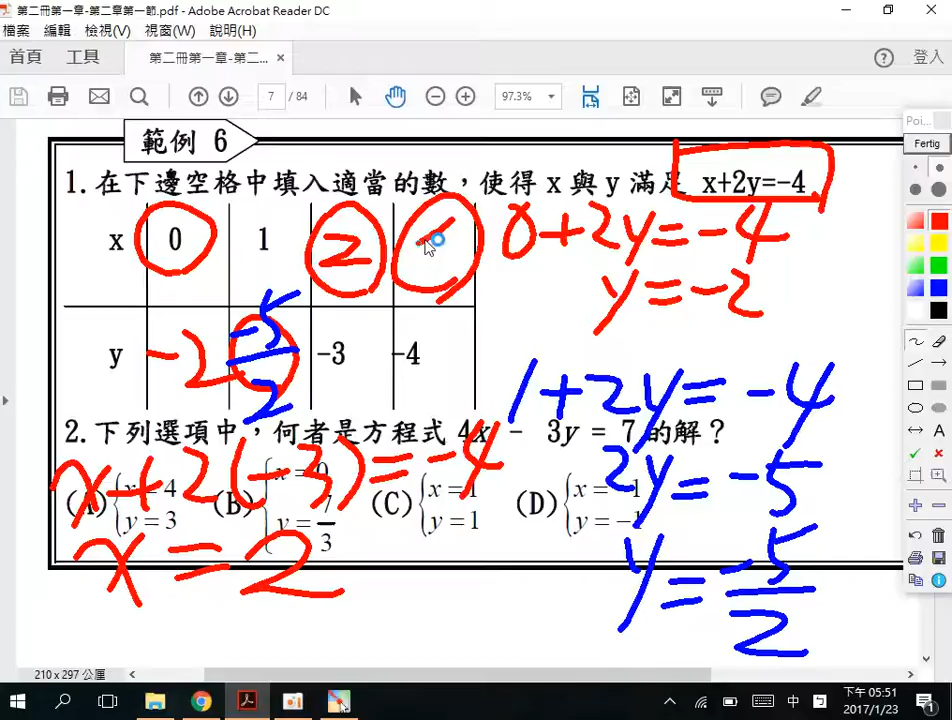 第二冊第一章-第二章第一節.pdf - Adobe Acrobat Reader DC
檔案 編輯 檢視(V) 視窗(W) 說明(H)
首頁 工具 第二冊第一章-第二... × 登入
7 / 84 97.3%
Poi...
Fertig
範例 6
1. 在下邊空格中填入適當的數,使得 x 與 y 滿足 x+2y=-4
x 0 1 2
y -2 -5/2 -3 -4
0+2y=-4
y=-2
1+2y=-4
2y=-5
y=-5/2
2. 下列選項中,何者是方程式 4x - 3y = 7 的解?
x+2(-3)=-4
(A) {x = 4 y = 3 (B) {x = 0 y = 7/3 (C) {x = 1 y = 1 (D) {x = -1 y = -1
x=2
210 x 297 公厘
中 下午 05:51
2017/1/23